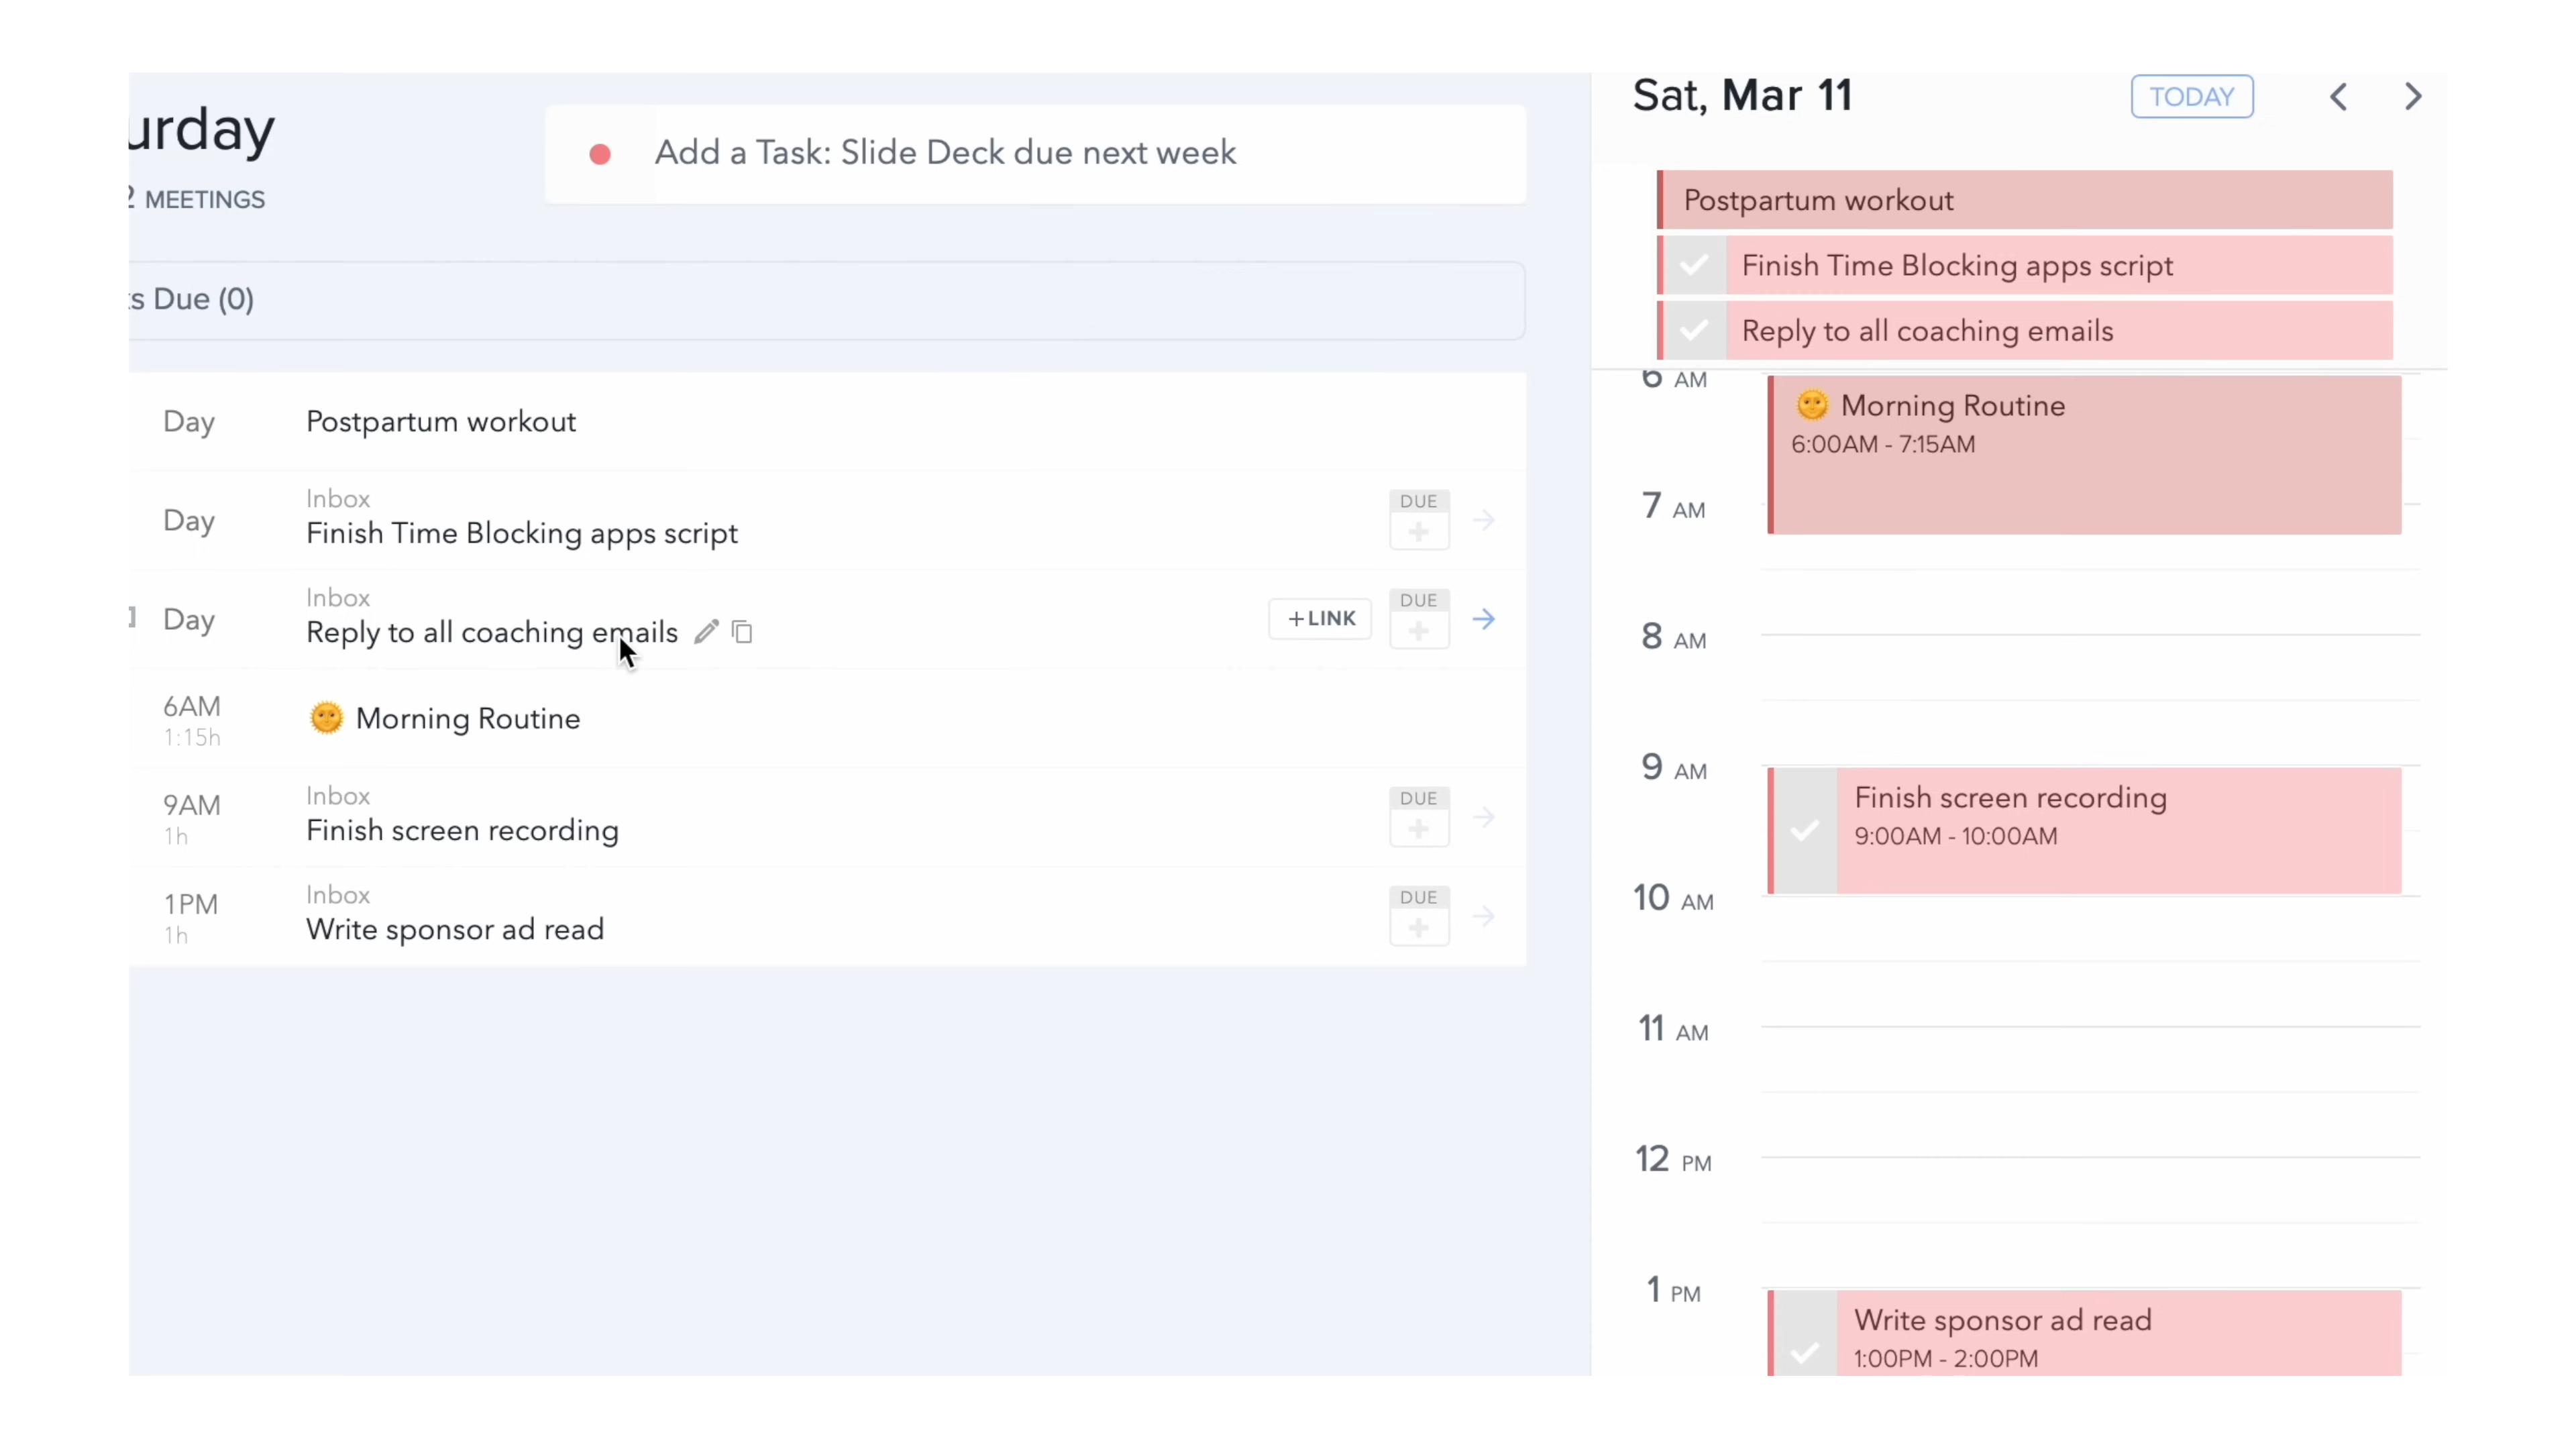 urday
2 MEETINGS
Add a Task: Slide Deck due next week
s Due (0)
Day
Postpartum workout
Day
Inbox
Finish Time Blocking apps script
DUE
Day
Inbox
Reply to all coaching emails
+LINK
DUE
6AM
1:15h
🌞 Morning Routine
9AM
1h
Inbox
Finish screen recording
DUE
1PM
1h
Inbox
Write sponsor ad read
DUE
Sat, Mar 11
TODAY
Postpartum workout
Finish Time Blocking apps script
Reply to all coaching emails
6 AM
🌞 Morning Routine
6:00AM - 7:15AM
7 AM
8 AM
9 AM
Finish screen recording
9:00AM - 10:00AM
10 AM
11 AM
12 PM
1 PM
Write sponsor ad read
1:00PM - 2:00PM